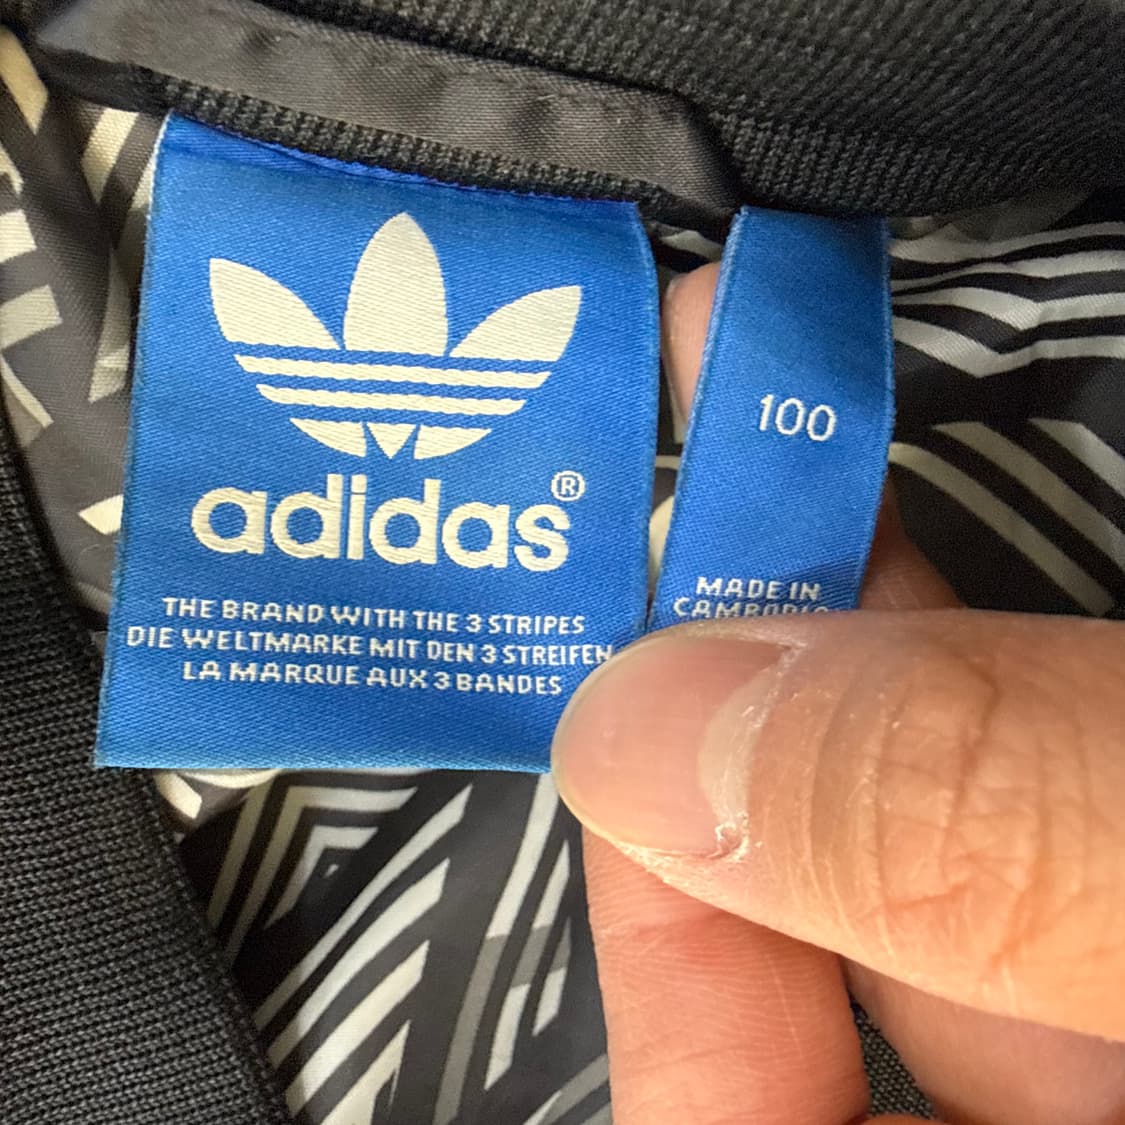 adidas®
THE BRAND WITH THE 3 STRIPES
DIE WELTMARKE MIT DEN 3 STREIFEN
LA MARQUE AUX 3 BANDES
100
MADE IN
CAMBODIA